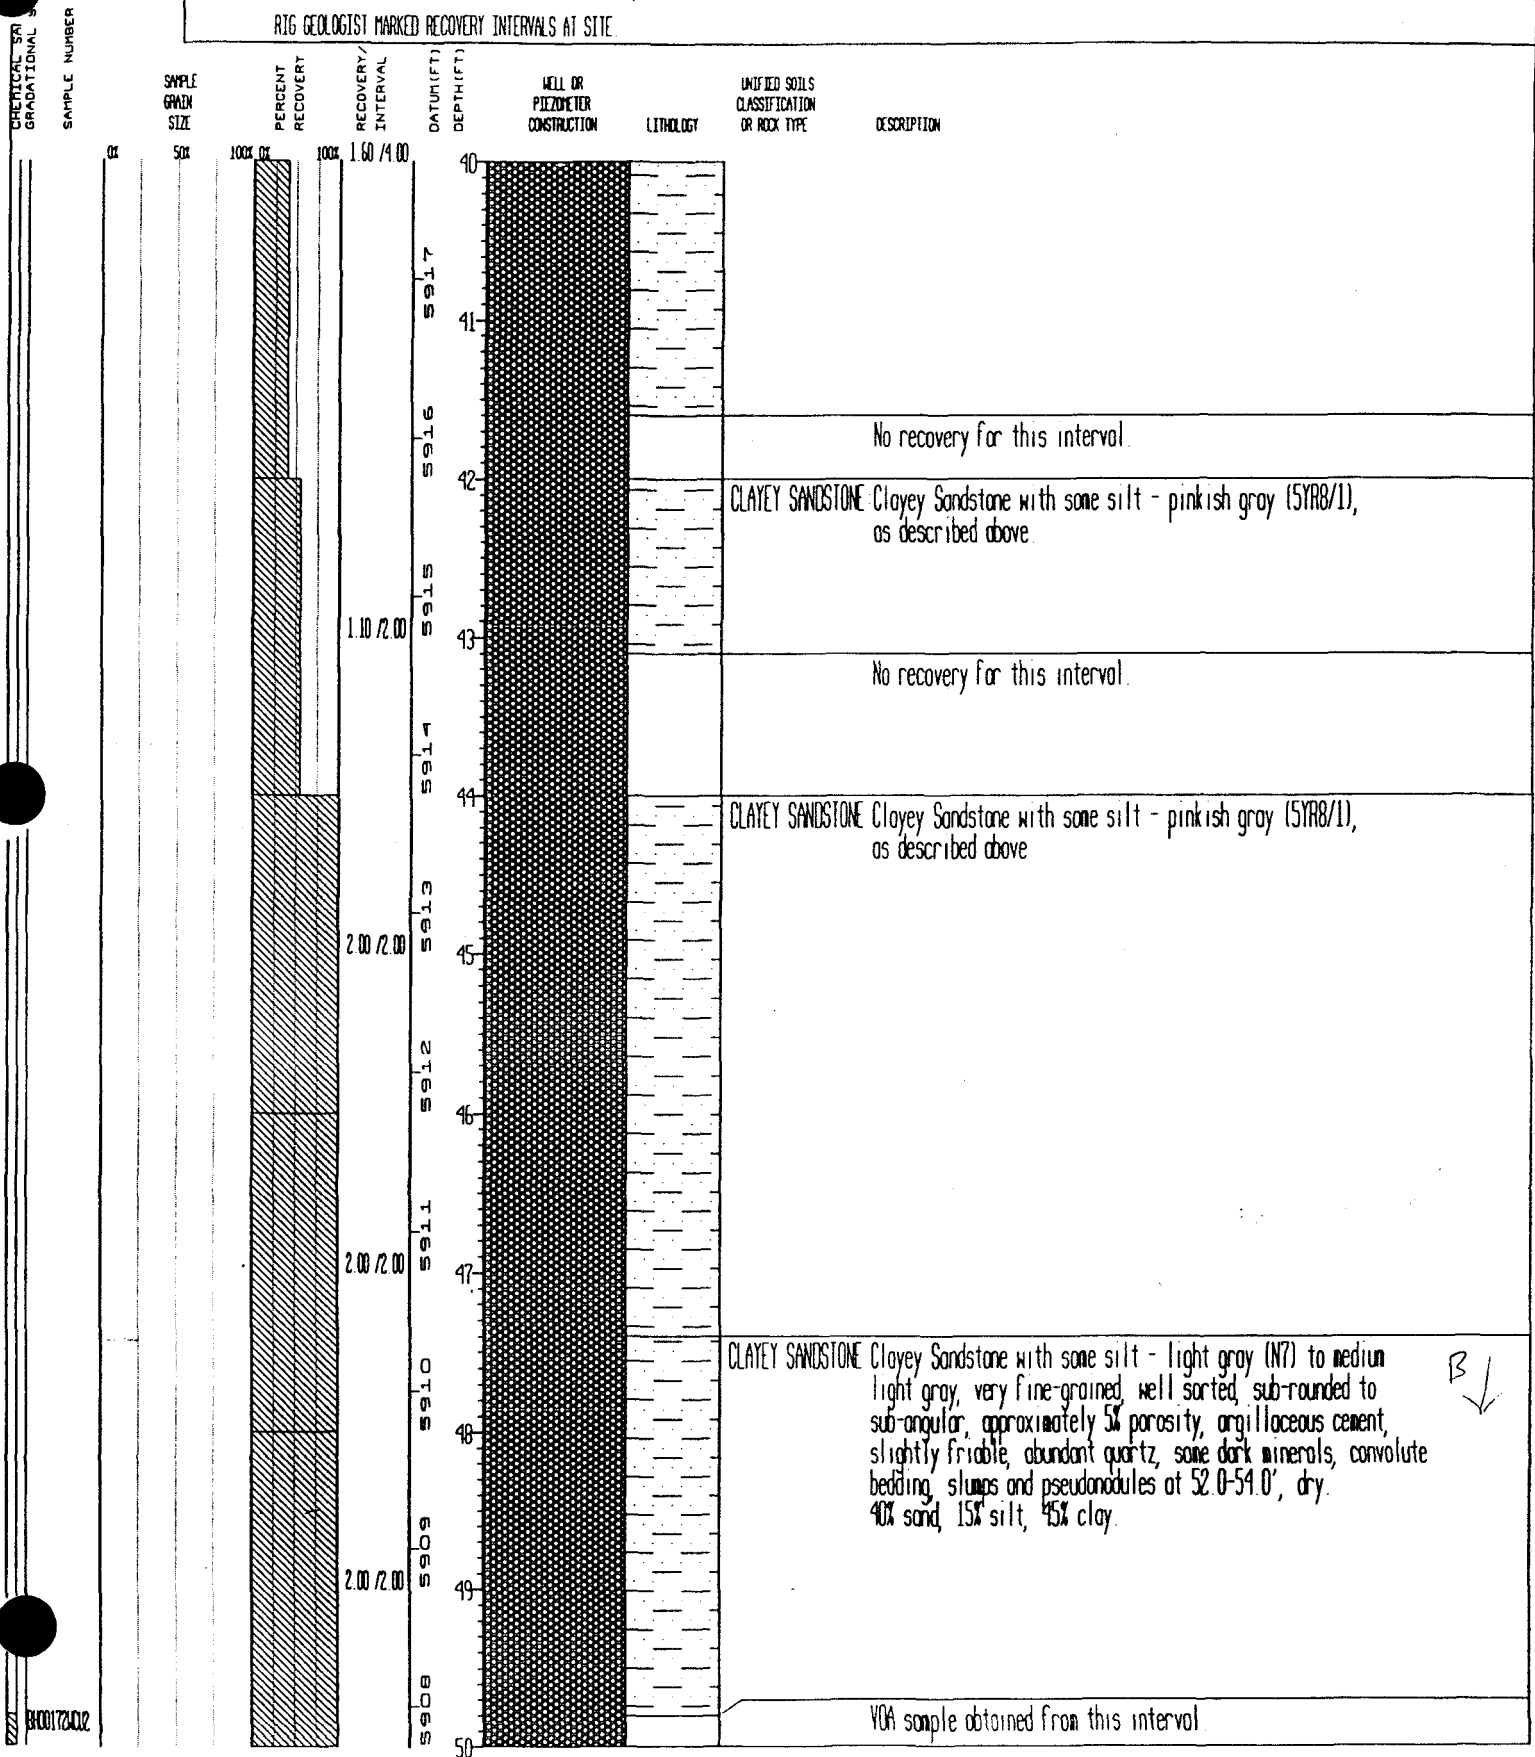 RIG GEOLOGIST MARKED RECOVERY INTERVALS AT SITE.
CHEMICAL SA
GRADATIONAL S
SAMPLE NUMBER
SAMPLE
GRAIN
SIZE
PERCENT
RECOVERY
RECOVERY/
INTERVAL
DATUM(FT)
DEPTH(FT)
WELL OR
PIEZOMETER
CONSTRUCTION
LITHOLOGY
UNIFIED SOILS
CLASSIFICATION
OR ROCK TYPE
DESCRIPTION
0% 50% 100% 0% 100% 1.60 /4.00
40
5917
41
5916
No recovery for this interval.
42
CLAYEY SANDSTONE Clayey Sandstone with some silt - pinkish gray (5YR8/1),
as described above.
5915
1.10 /2.00
43
No recovery for this interval.
5914
44
CLAYEY SANDSTONE Clayey Sandstone with some silt - pinkish gray (5YR8/1),
as described above
5913
2.00 /2.00
45
5912
46
5911
2.00 /2.00
47
CLAYEY SANDSTONE Clayey Sandstone with some silt - light gray (N7) to medium
light gray, very fine-grained, well sorted, sub-rounded to
sub-angular, approximately 5% porosity, argillaceous cement,
slightly friable, abundant quartz, some dark minerals, convolute
bedding, slumps and pseudonodules at 52.0-54.0', dry.
40% sand, 15% silt, 45% clay.
B
5910
48
5909
2.00 /2.00
49
5908
VOA sample obtained from this interval
50